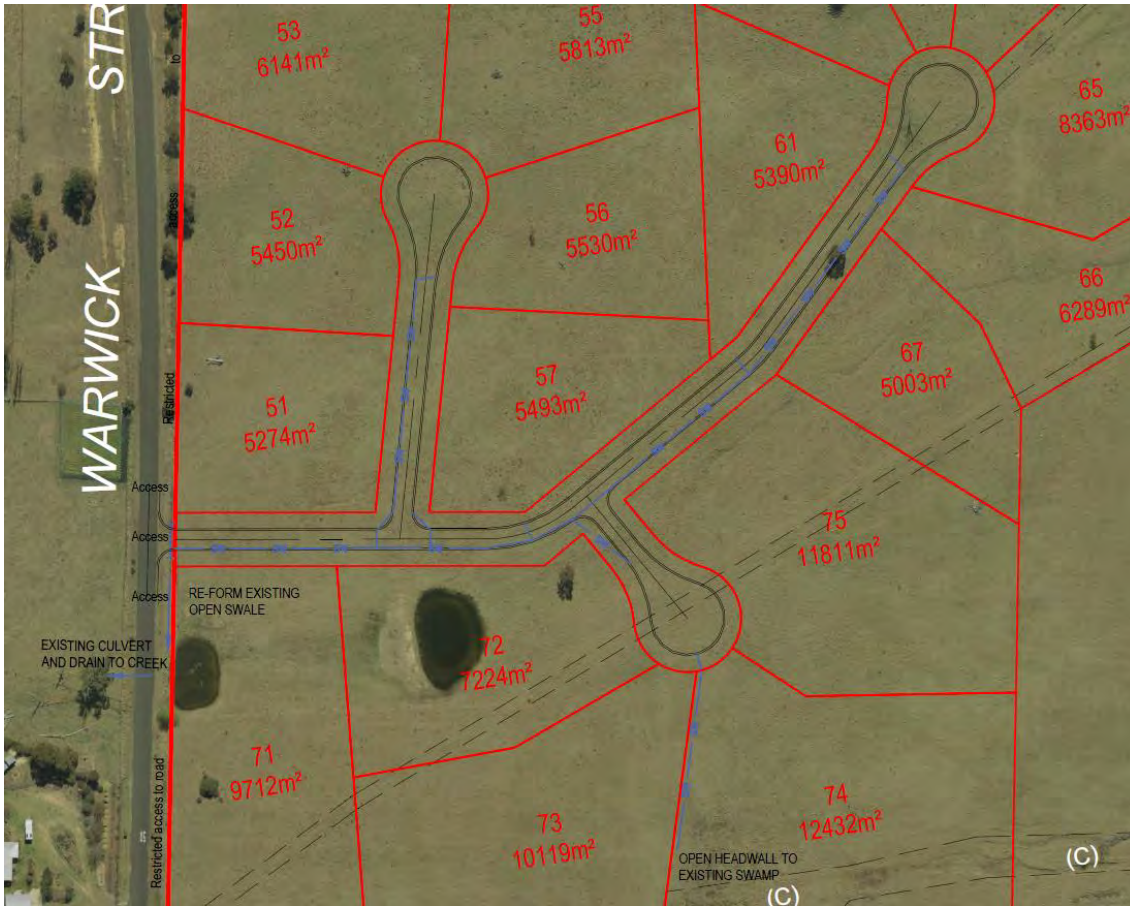 WARWICK STR
53
6141m²
55
5813m²
65
8363m²
61
5390m²
52
5450m²
56
5530m²
66
6289m²
67
5003m²
57
5493m²
51
5274m²
to
access
Restricted
Access
Access
Access
75
11811m²
RE-FORM EXISTING
OPEN SWALE
EXISTING CULVERT
AND DRAIN TO CREEK
72
7224m²
71
9712m²
74
12432m²
73
10119m²
Restricted access to road
OPEN HEADWALL TO
EXISTING SWAMP
(C)
(C)